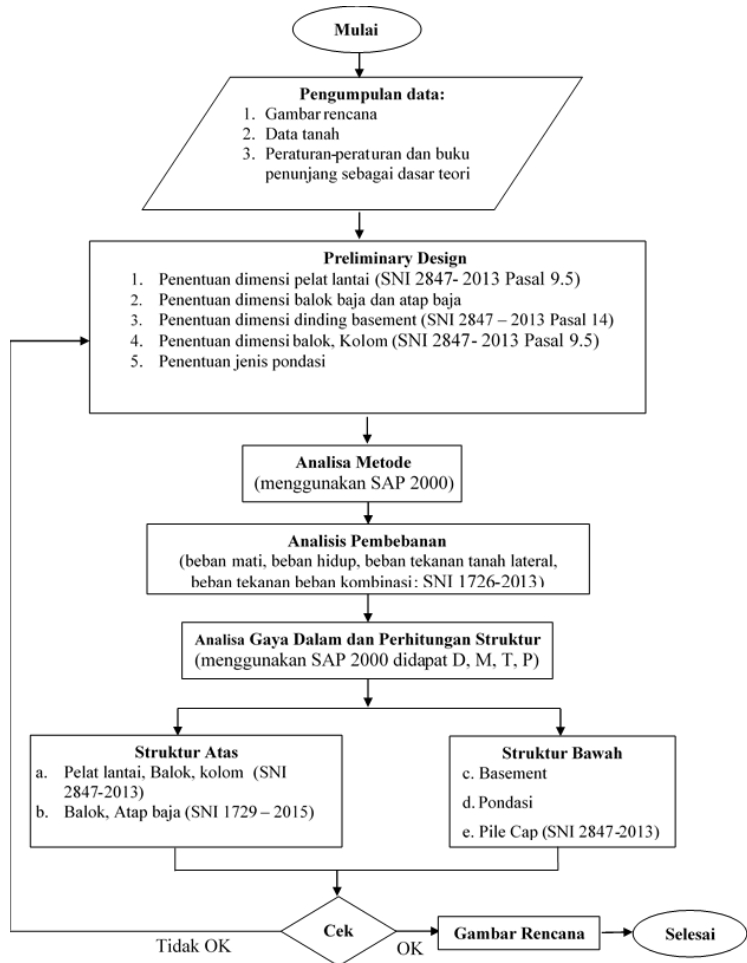 Mulai
Pengumpulan data:
1. Gambar rencana
2. Data tanah
3. Peraturan-peraturan dan buku
penunjang sebagai dasar teori
Preliminary Design
1. Penentuan dimensi pelat lantai (SNI 2847- 2013 Pasal 9.5)
2. Penentuan dimensi balok baja dan atap baja
3. Penentuan dimensi dinding basement (SNI 2847 – 2013 Pasal 14)
4. Penentuan dimensi balok, Kolom (SNI 2847- 2013 Pasal 9.5)
5. Penentuan jenis pondasi
Analisa Metode
(menggunakan SAP 2000)
Analisis Pembebanan
(beban mati, beban hidup, beban tekanan tanah lateral,
beban tekanan beban kombinasi: SNI 1726-2013)
Analisa Gaya Dalam dan Perhitungan Struktur
(menggunakan SAP 2000 didapat D, M, T, P)
Struktur Atas
a. Pelat lantai, Balok, kolom (SNI
2847-2013)
b. Balok, Atap baja (SNI 1729 – 2015)
Struktur Bawah
c. Basement
d. Pondasi
e. Pile Cap (SNI 2847-2013)
Cek
Tidak OK
OK
Gambar Rencana
Selesai